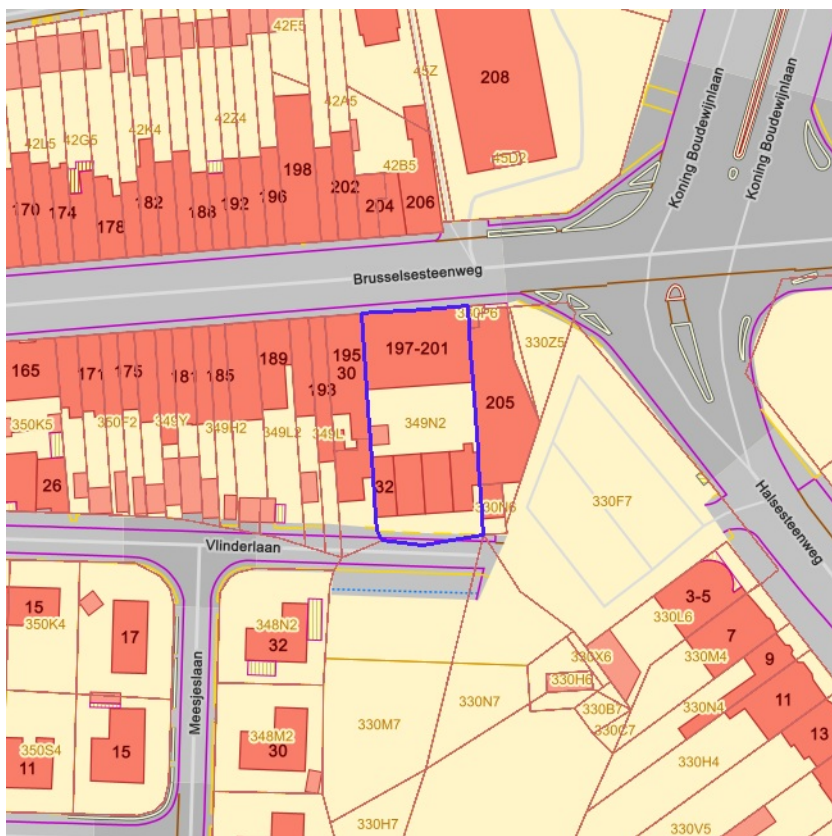 42F5
45Z
208
Koning Boudewijnlaan
Koning Boudewijnlaan
42A5
42Z4
42K4
42L5
42G5
198
42B5
45D2
170
174
178
182
188
192
196
202
204
206
Brusselsesteenweg
330P6
330Z5
165
171
175
181
185
189
193
195
30
197-201
205
350K5
350F2
349Y
349H2
349L2
349L
349N2
26
32
330N6
330F7
Halsesteenweg
Vlinderlaan
Meesjeslaan
15
350K4
17
348N2
32
3-5
330L6
7
9
11
13
330X6
330H6
330B7
330C7
330M4
330N4
330N7
330M7
350S4
11
15
348M2
30
330H4
330H7
330V5